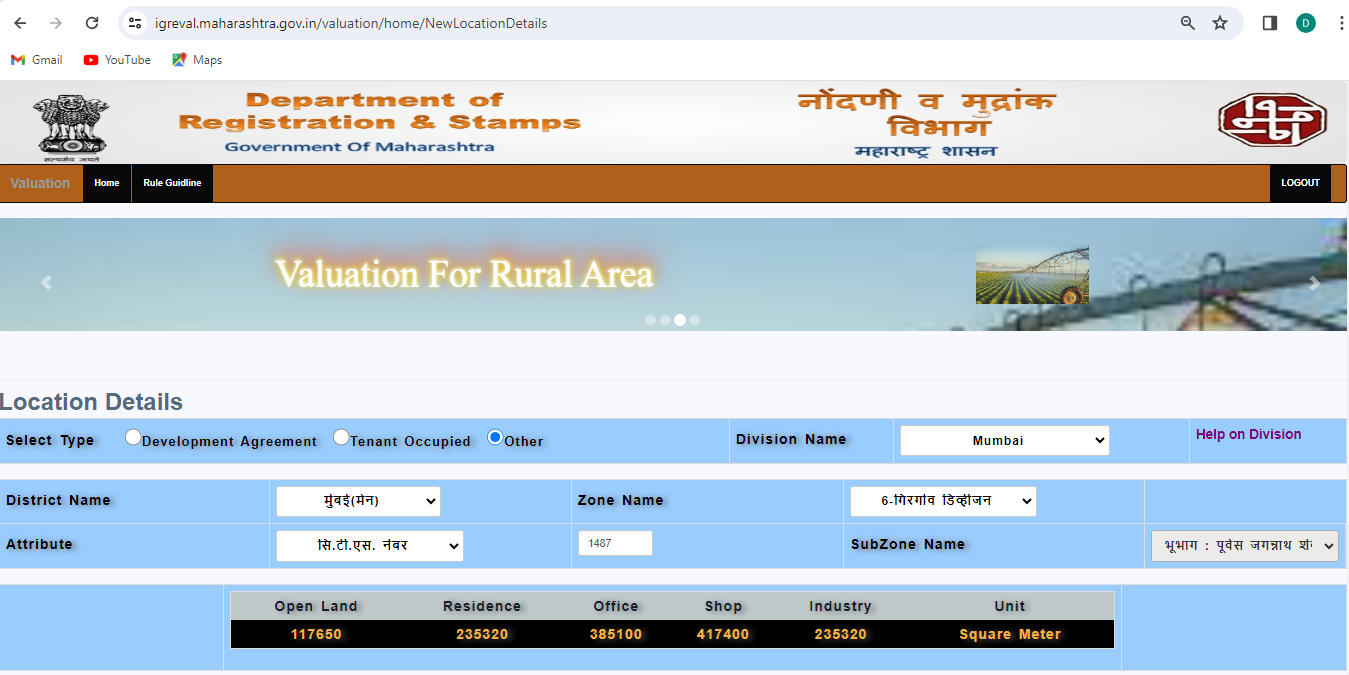 igreval.maharashtra.gov.in/valuation/home/NewLocationDetails
D
Gmail YouTube Maps
Department of
Registration & Stamps
Government Of Maharashtra
सत्यमेव जयते
नोंदणी व मुद्रांक
विभाग
महाराष्ट्र शासन
Valuation Home Rule Guidline LOGOUT
Valuation For Rural Area
Location Details
Select Type Development Agreement Tenant Occupied Other Division Name Mumbai Help on Division
District Name मुंबई(मेन) Zone Name 6-गिरगांव डिव्हीजन
Attribute सि.टी.एस. नंबर 1487 SubZone Name भूभाग : पूर्वेस जगन्नाथ
Open Land Residence Office Shop Industry Unit
117650 235320 385100 417400 235320 Square Meter